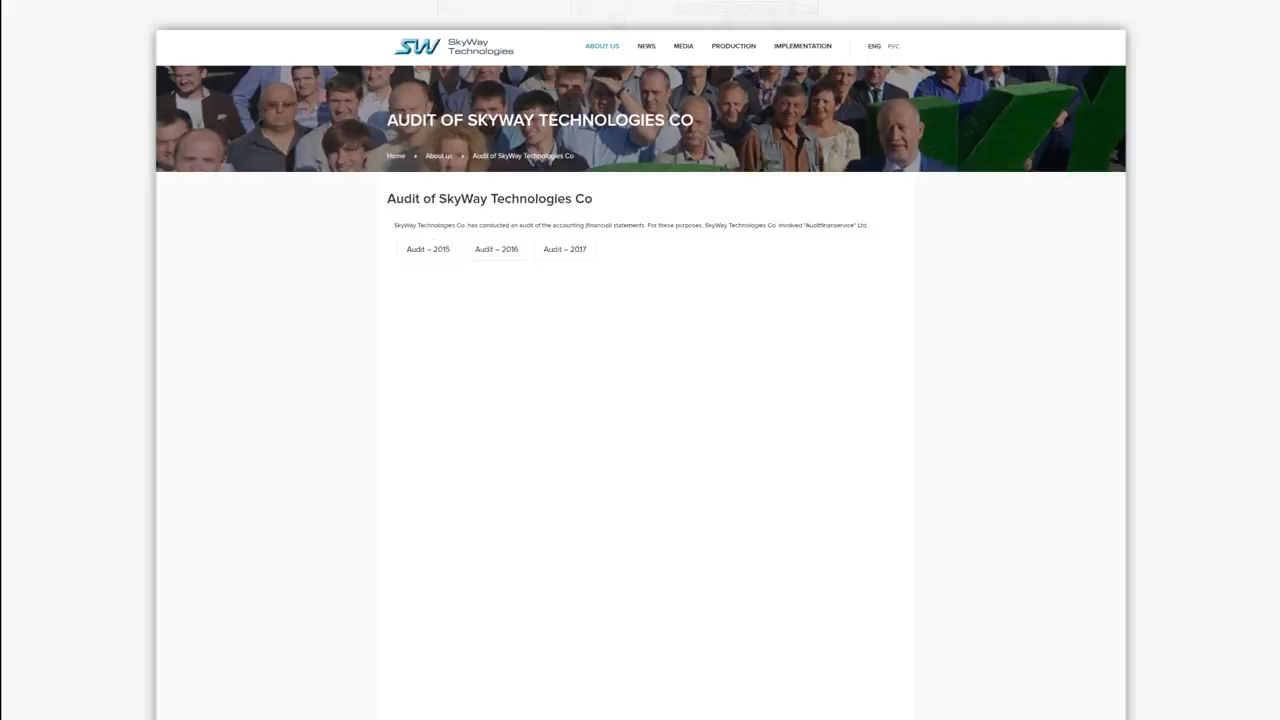 SW SkyWay Technologies
ABOUT US NEWS MEDIA PRODUCTION IMPLEMENTATION ENG РУС
AUDIT OF SKYWAY TECHNOLOGIES CO
Home » About us » Audit of SkyWay Technologies Co
Audit of SkyWay Technologies Co
SkyWay Technologies Co. has conducted an audit of the accounting (financial) statements. For these purposes, SkyWay Technologies Co. involved "Auditfinanservice" Ltd.
Audit – 2015 Audit – 2016 Audit – 2017